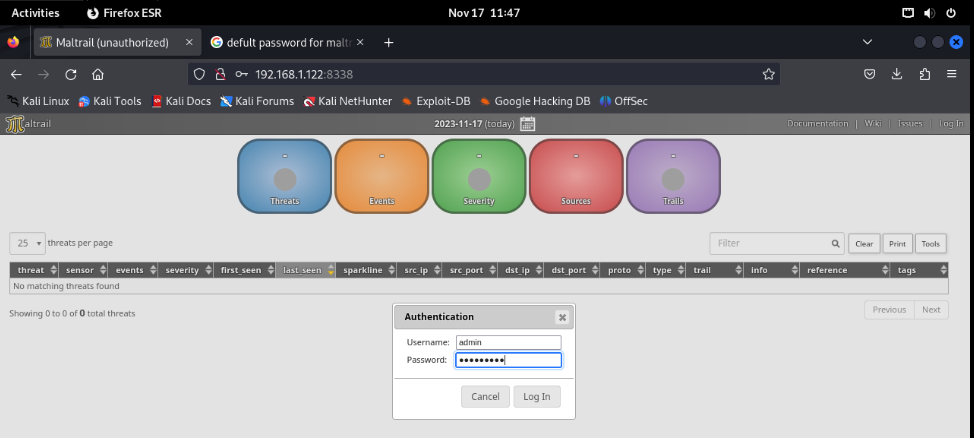 Activities Firefox ESR Nov 17 11:47
Maltrail (unauthorized) × defult password for maltr × +
192.168.1.122:8338
Kali Linux Kali Tools Kali Docs Kali Forums Kali NetHunter Exploit-DB Google Hacking DB OffSec
altrail 2023-11-17 (today) Documentation | Wiki | Issues | Log In
- - - - -
Threats Events Severity Sources Trails
25 threats per page Filter Clear Print Tools
threat sensor events severity first_seen last_seen sparkline src_ip src_port dst_ip dst_port proto type trail info reference tags
No matching threats found
Showing 0 to 0 of 0 total threats Previous Next
Authentication
Username: admin
Password: •••••••••
Cancel Log In